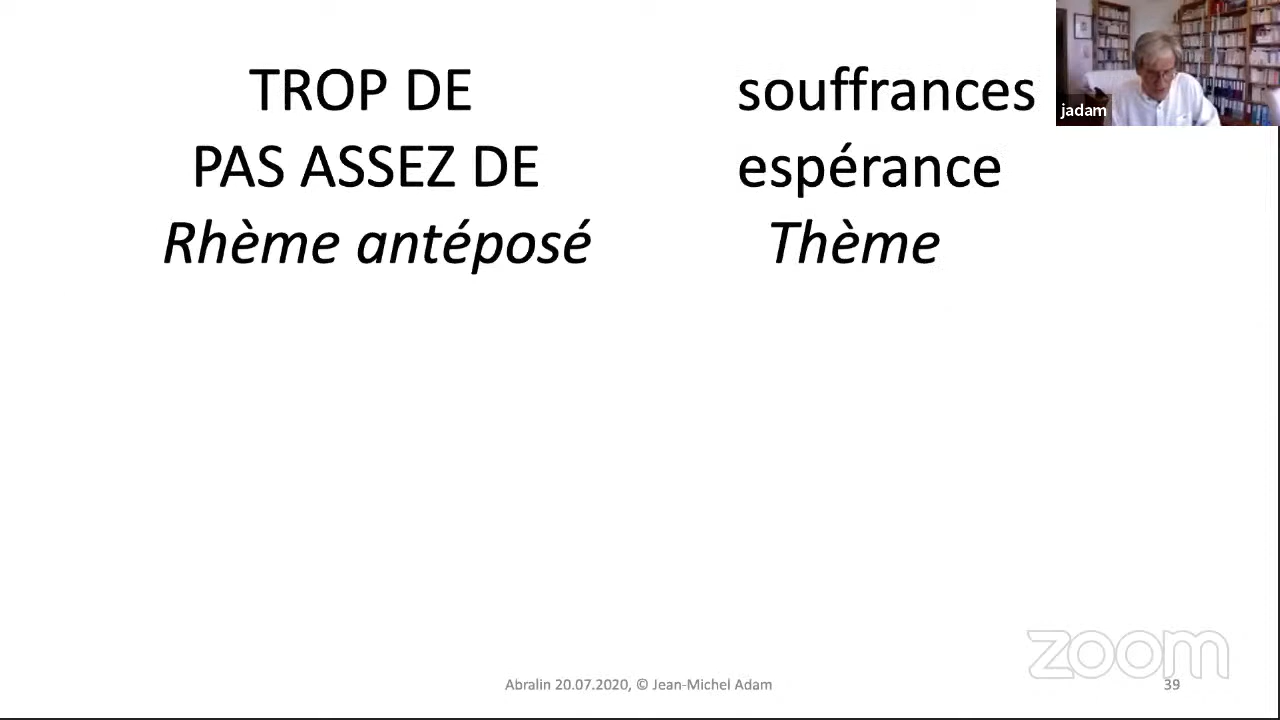 TROP DE souffrances
PAS ASSEZ DE espérance
Rhème antéposé Thème
jadam
zoom
Abralin 20.07.2020, © Jean-Michel Adam 39